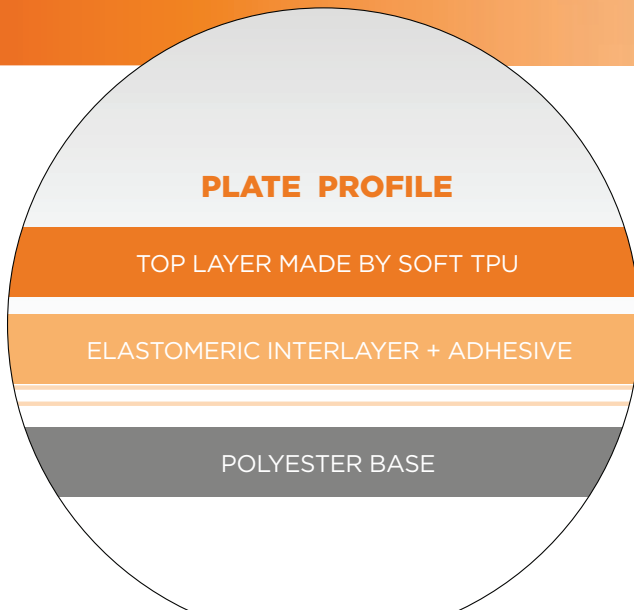 PLATE PROFILE
TOP LAYER MADE BY SOFT TPU
ELASTOMERIC INTERLAYER + ADHESIVE
POLYESTER BASE